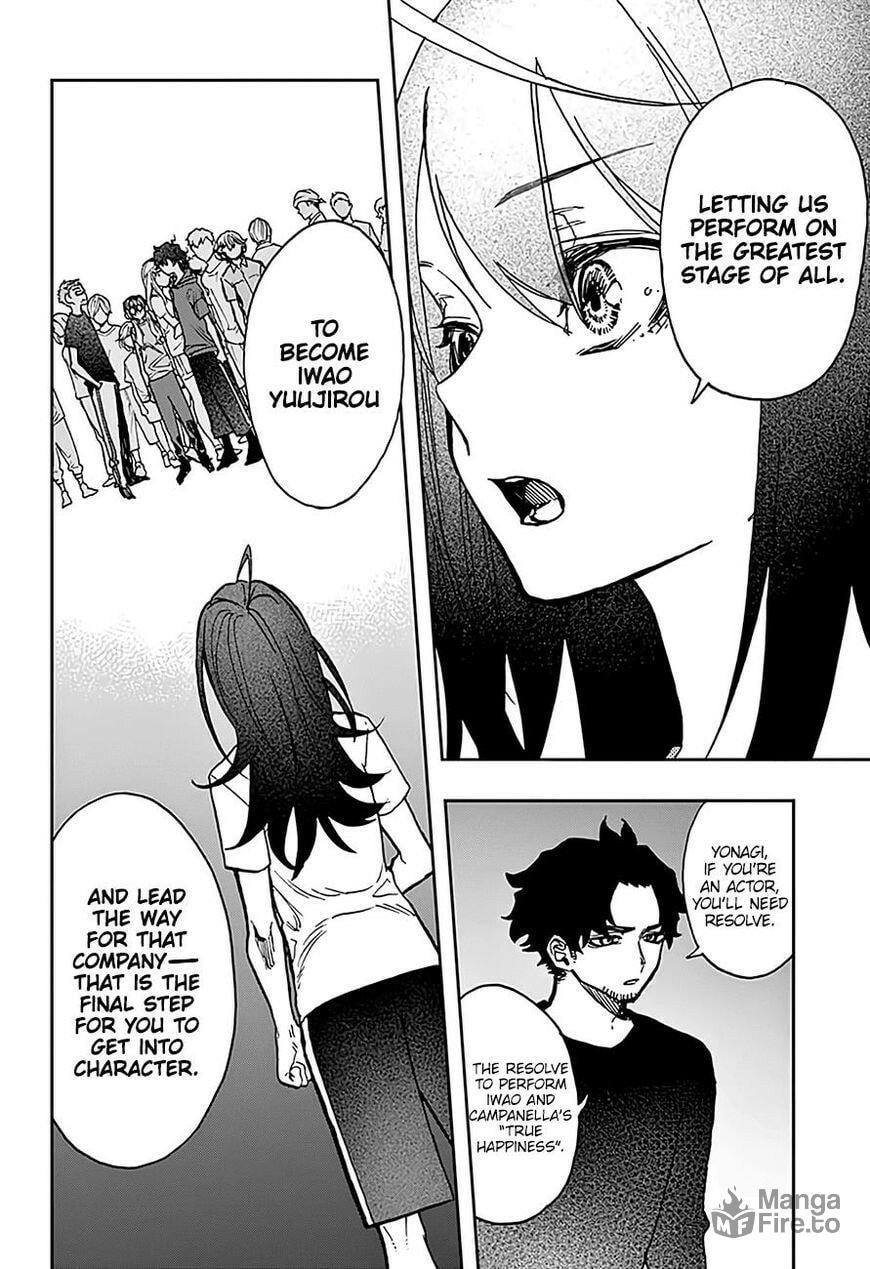 LETTING US
PERFORM ON
THE GREATEST
STAGE OF ALL.
YONAGI,
IF YOU'RE
AN ACTOR,
YOU'LL NEED
RESOLVE.
THE RESOLVE
TO PERFORM
IWAO AND
CAMPANELLA'S
"TRUE
HAPPINESS".
TO
BECOME
IWAO
YUUJIROU
AND LEAD
THE WAY
FOR THAT
COMPANY—
THAT IS THE
FINAL STEP
FOR YOU TO
GET INTO
CHARACTER.
MF
Manga
Fire.to